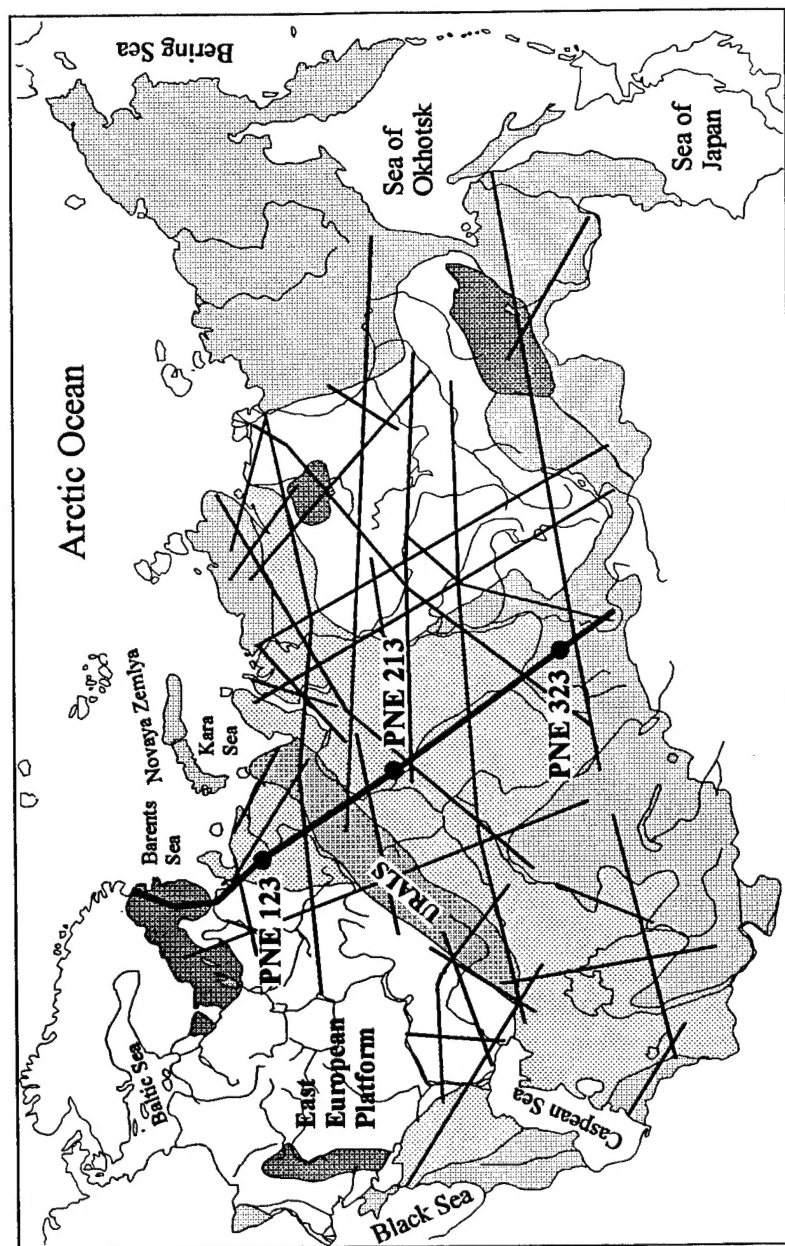 Arctic Ocean
Bering Sea
Barents
Sea
Novaya Zemlya
Kara
Sea
Sea of
Okhotsk
Baltic Sea
PNE 123
PNE 213
URALS
East
European
Platform
PNE 323
Sea of
Japan
Black Sea
Caspean Sea